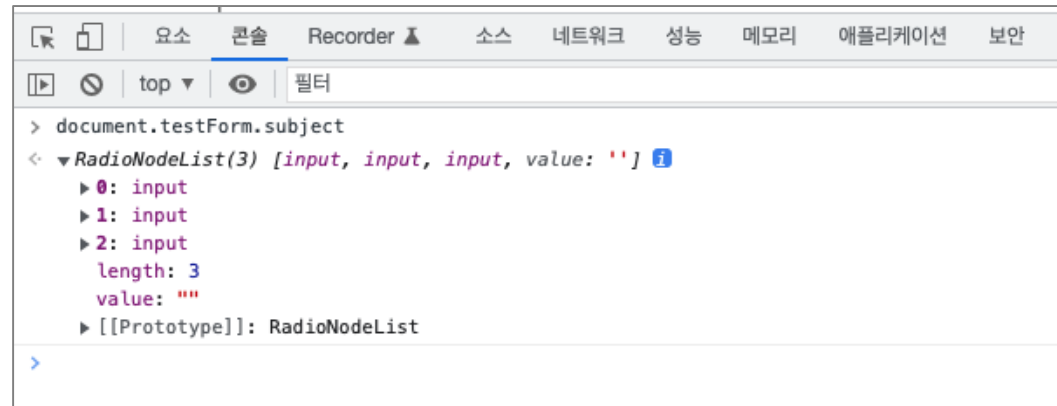 요소 콘솔 Recorder 소스 네트워크 성능 메모리 애플리케이션 보안
top ▼ 필터
> document.testForm.subject
<· ▼ RadioNodeList(3) [input, input, input, value: ''] i
▶ 0: input
▶ 1: input
▶ 2: input
length: 3
value: ""
▶ [[Prototype]]: RadioNodeList
>